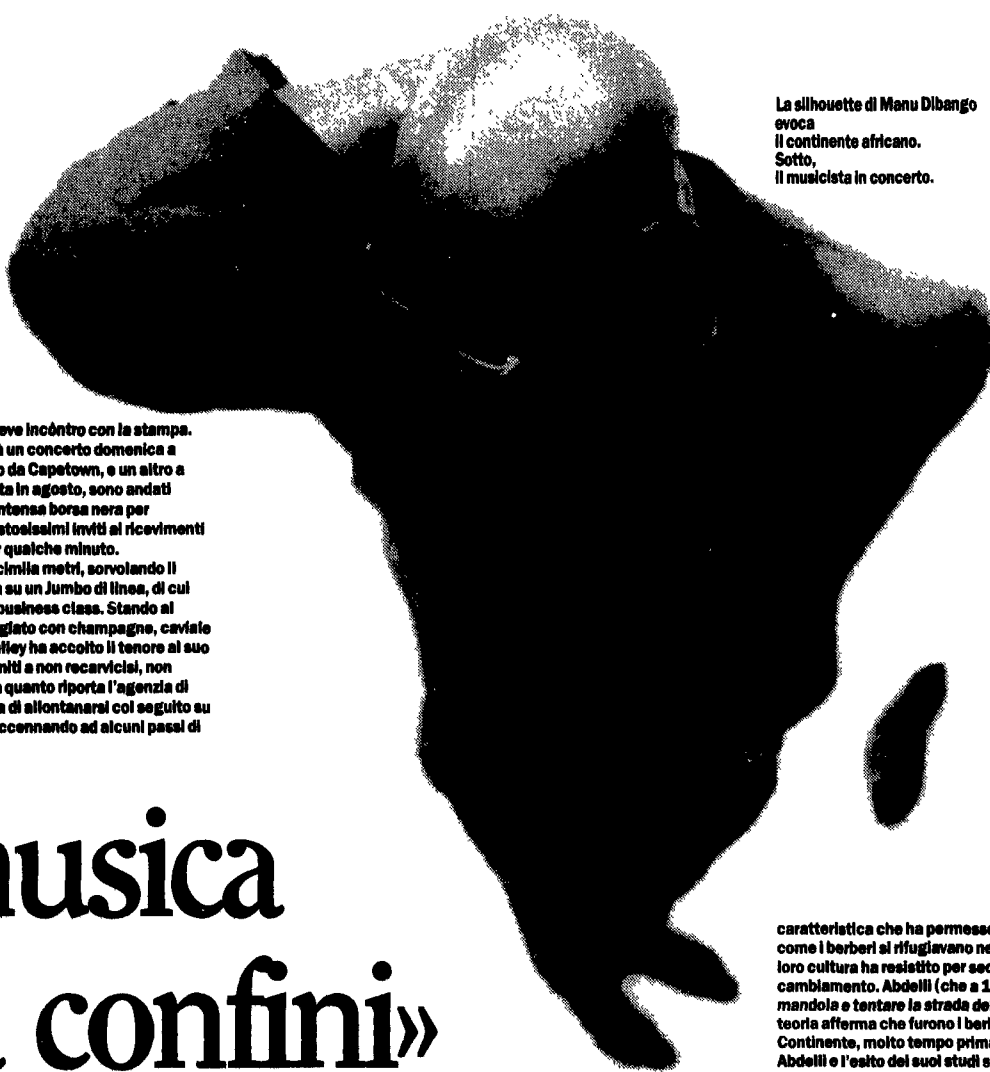 La silhouette di Manu Dibango
evoca
il continente africano.
Sotto,
il musicista in concerto.
eve incontro con la stampa.
un concerto domenica a
da Capetown, e un altro a
ta in agosto, sono andati
ntensa borsa nera per
stosissimi inviti ai ricevimenti
qualche minuto.
cimila metri, sorvolando il
su un Jumbo di linea, di cui
business class. Stando al
giato con champagne, caviale
lley ha accolto il tenore al suo
niti a non recarvicisi, non
quanto riporta l'agenzia di
a di allontanarsi col seguito su
ccennando ad alcuni passi di
musica
confini»
caratteristica che ha permesso
come i berberi si rifugiavano ne
loro cultura ha resistito per sec
cambiamento. Abdelli (che a 1
mandola e tentare la strada de
teoria afferma che furono i berb
Continente, molto tempo prima
Abdelli e l'esito dei suoi studi s